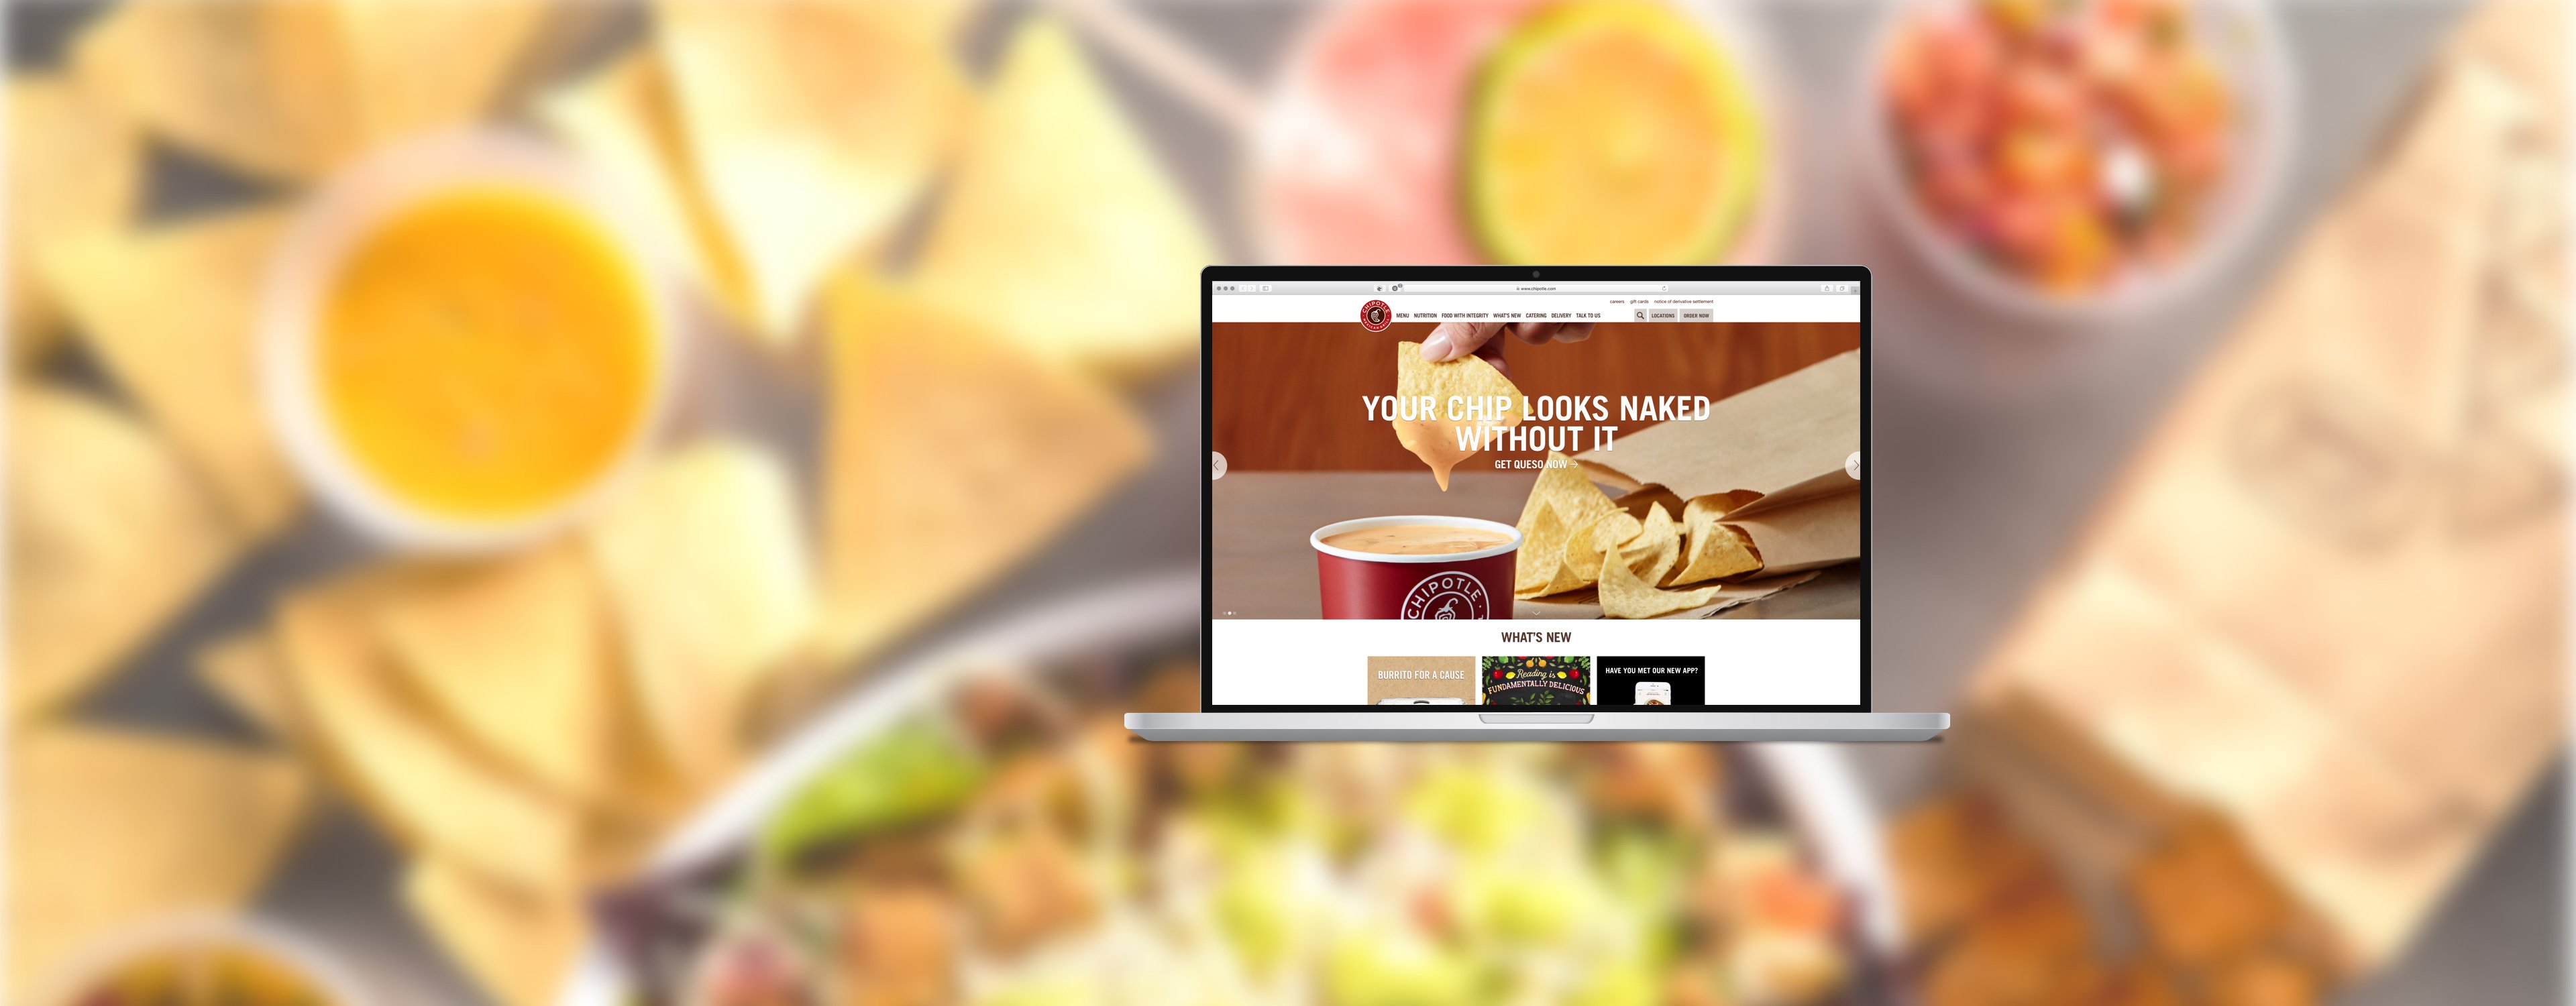 www.chipotle.com
careers gift cards notice of derivative settlement
CHIPOTLE
MENU NUTRITION FOOD WITH INTEGRITY WHAT'S NEW CATERING DELIVERY TALK TO US LOCATIONS ORDER NOW
YOUR CHIP LOOKS NAKED
WITHOUT IT
GET QUESO NOW →
CHIPOTLE
WHAT'S NEW
BURRITO FOR A CAUSE
Reading is
FUNDAMENTALLY DELICIOUS
HAVE YOU MET OUR NEW APP?